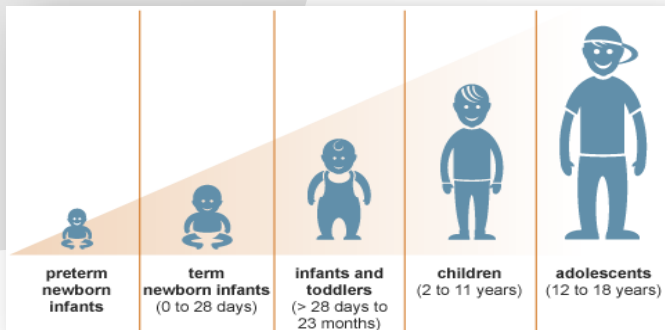 preterm
newborn
infants
term
newborn infants
(0 to 28 days)
infants and
toddlers
(> 28 days to
23 months)
children
(2 to 11 years)
adolescents
(12 to 18 years)